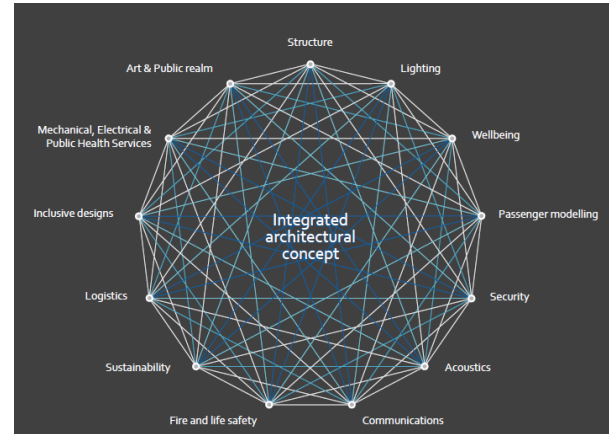 Structure
Art & Public realm
Lighting
Mechanical, Electrical &
Public Health Services
Wellbeing
Inclusive designs
Integrated
architectural
concept
Passenger modelling
Logistics
Security
Sustainability
Acoustics
Fire and life safety
Communications